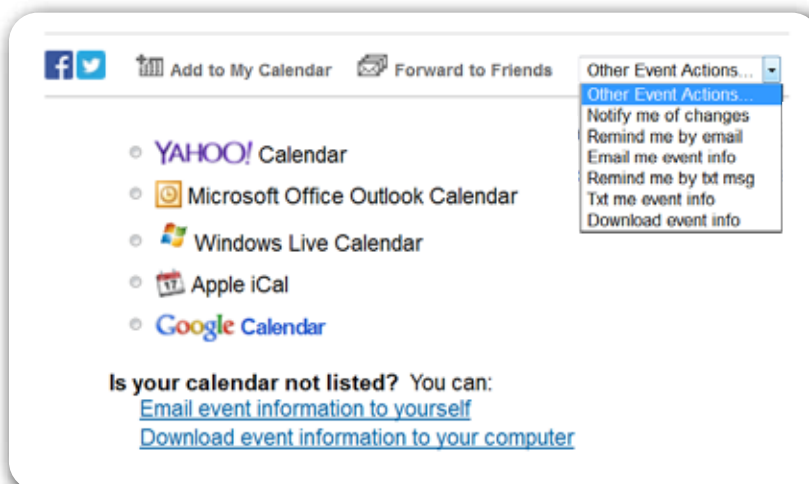 Add to My Calendar Forward to Friends Other Event Actions...
Other Event Actions...
Notify me of changes
Remind me by email
Email me event info
Remind me by txt msg
Txt me event info
Download event info
YAHOO! Calendar
Microsoft Office Outlook Calendar
Windows Live Calendar
17 Apple iCal
Google Calendar
Is your calendar not listed? You can:
Email event information to yourself
Download event information to your computer